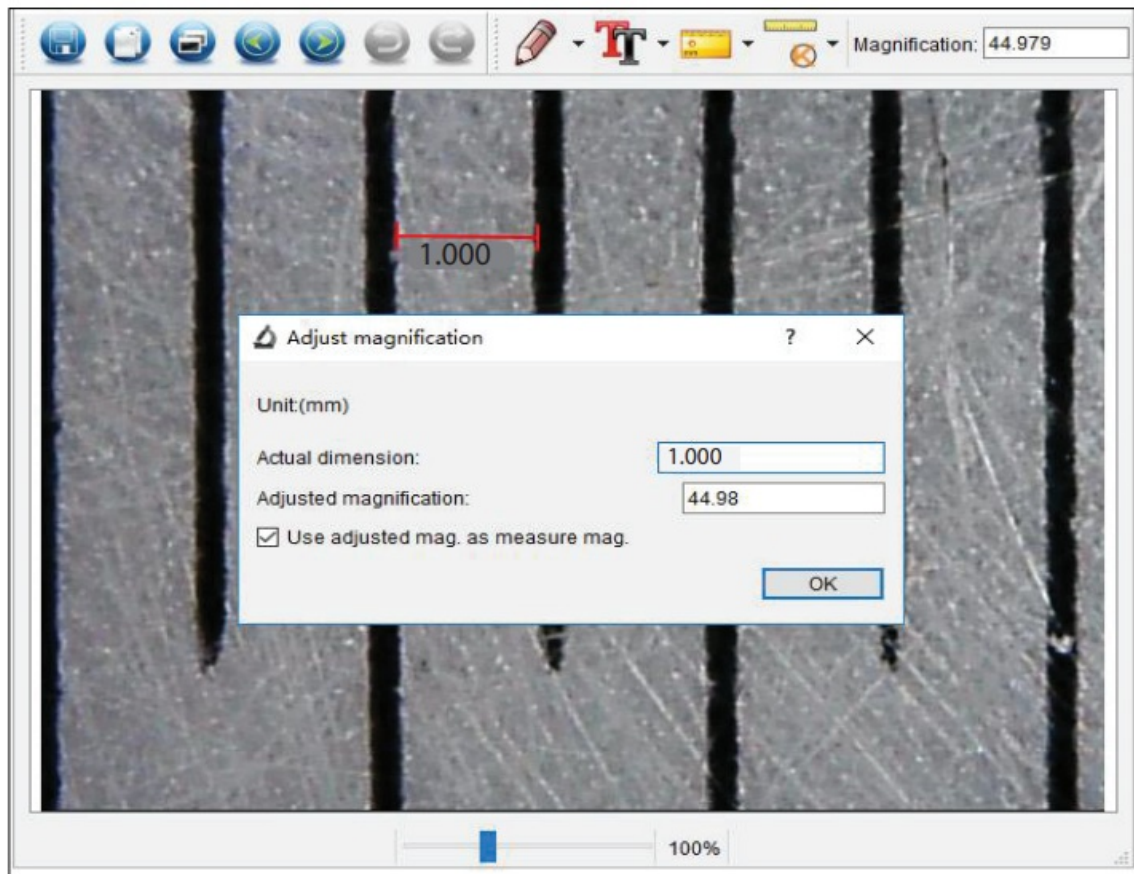 TT
Magnification: 44.979
1.000
Adjust magnification ? ×
Unit:(mm)
Actual dimension: 1.000
Adjusted magnification: 44.98
Use adjusted mag. as measure mag.
OK
100%